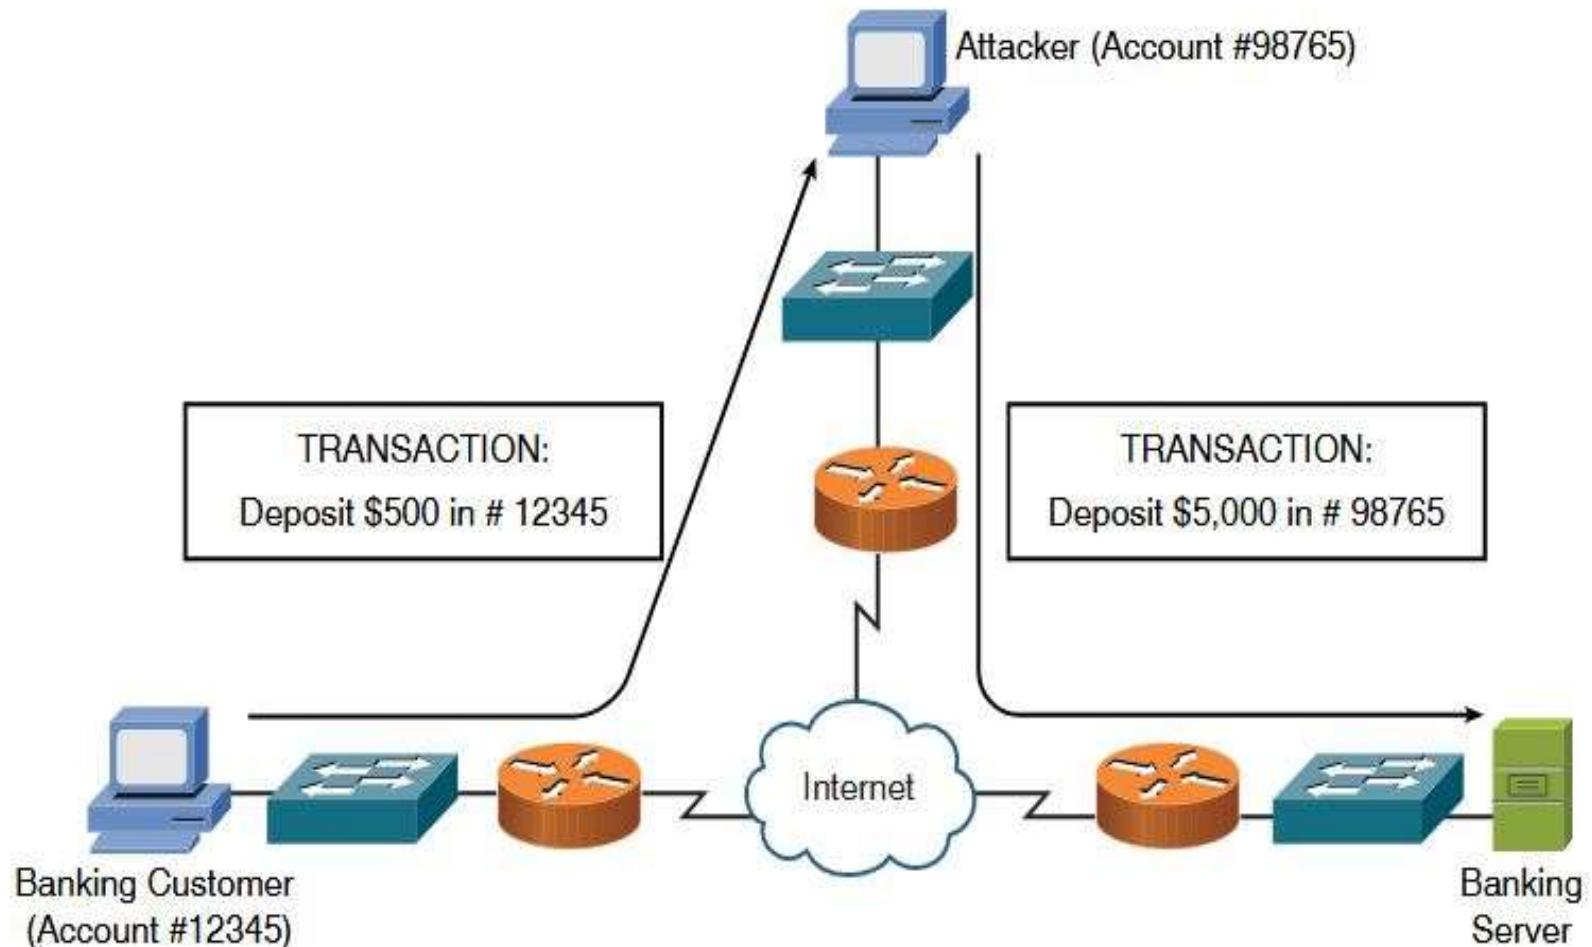 Attacker (Account #98765)
TRANSACTION:
Deposit $500 in # 12345
TRANSACTION:
Deposit $5,000 in # 98765
Internet
Banking Customer
(Account #12345)
Banking
Server